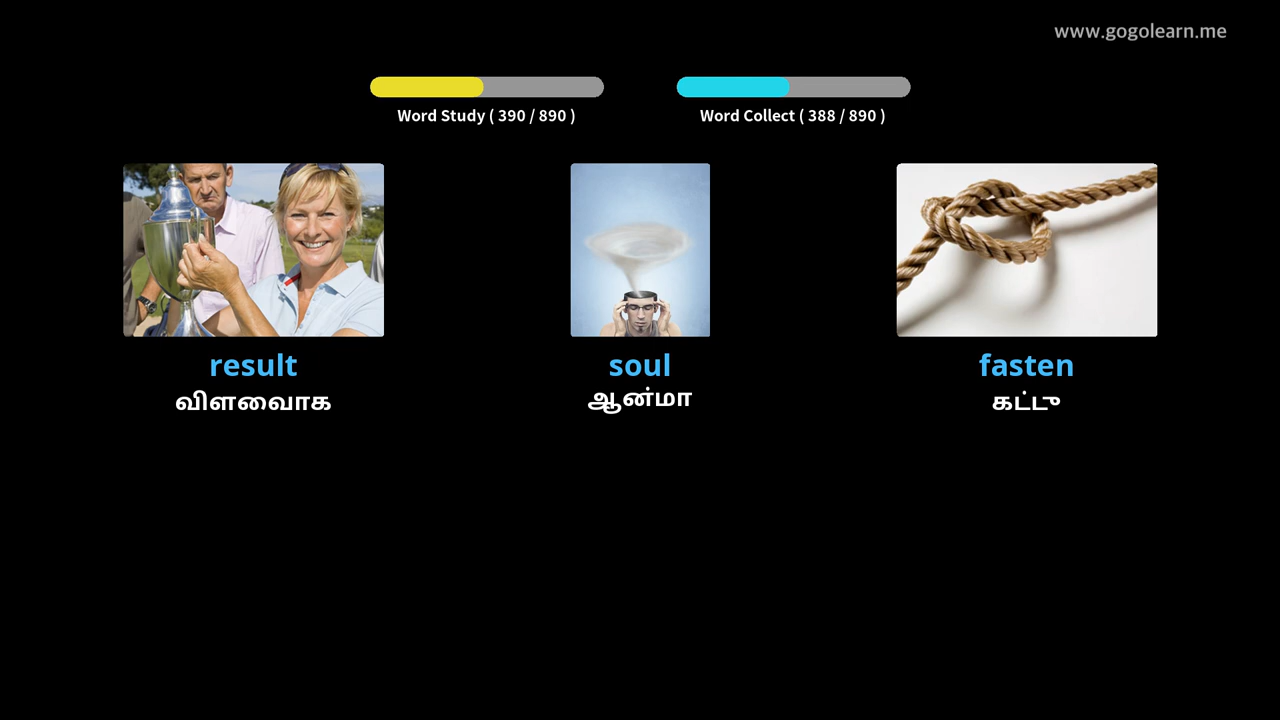 www.gogolearn.me
Word Study ( 390 / 890 )
Word Collect ( 388 / 890 )
result
விளைவாக
soul
ஆன்மா
fasten
கட்டு